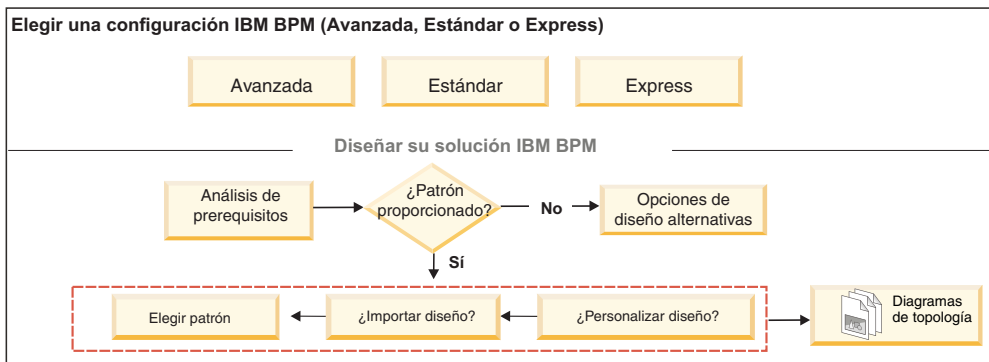 Elegir una configuración IBM BPM (Avanzada, Estándar o Express)
Avanzada
Estándar
Express
Diseñar su solución IBM BPM
Análisis de
prerequisitos
¿Patrón
proporcionado?
No
Opciones de
diseño alternativas
Sí
Elegir patrón
¿Importar diseño?
¿Personalizar diseño?
Diagramas
de topología